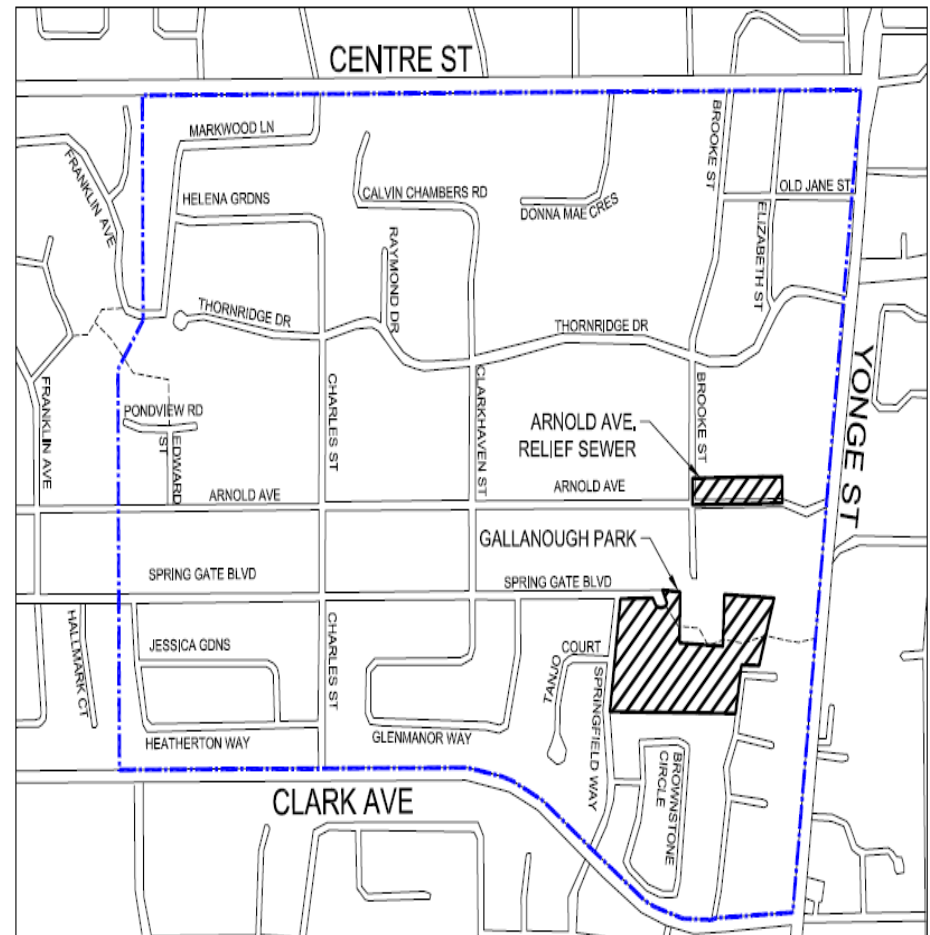 CENTRE ST
MARKWOOD LN
BROOKE ST
FRANKLIN AVE
HELENA GRDNS
CALVIN CHAMBERS RD
OLD JANE ST
DONNA MAE CRES
ELIZABETH ST
RAYMOND DR
THORNRIDGE DR
THORNRIDGE DR
YONGE ST
FRANKLIN AVE
CHARLES ST
CLARKHAVEN ST
BROOKE ST
PONDVIEW RD
EDWARD
ST
ARNOLD AVE.
RELIEF SEWER
ARNOLD AVE
ARNOLD AVE
GALLANOUGH PARK
SPRING GATE BLVD
SPRING GATE BLVD
HALLMARK CT
JESSICA GDNS
CHARLES ST
COURT
TANJO
SPRINGFIELD WAY
HEATHERTON WAY
GLENMANOR WAY
BROWNSTONE
CIRCLE
CLARK AVE